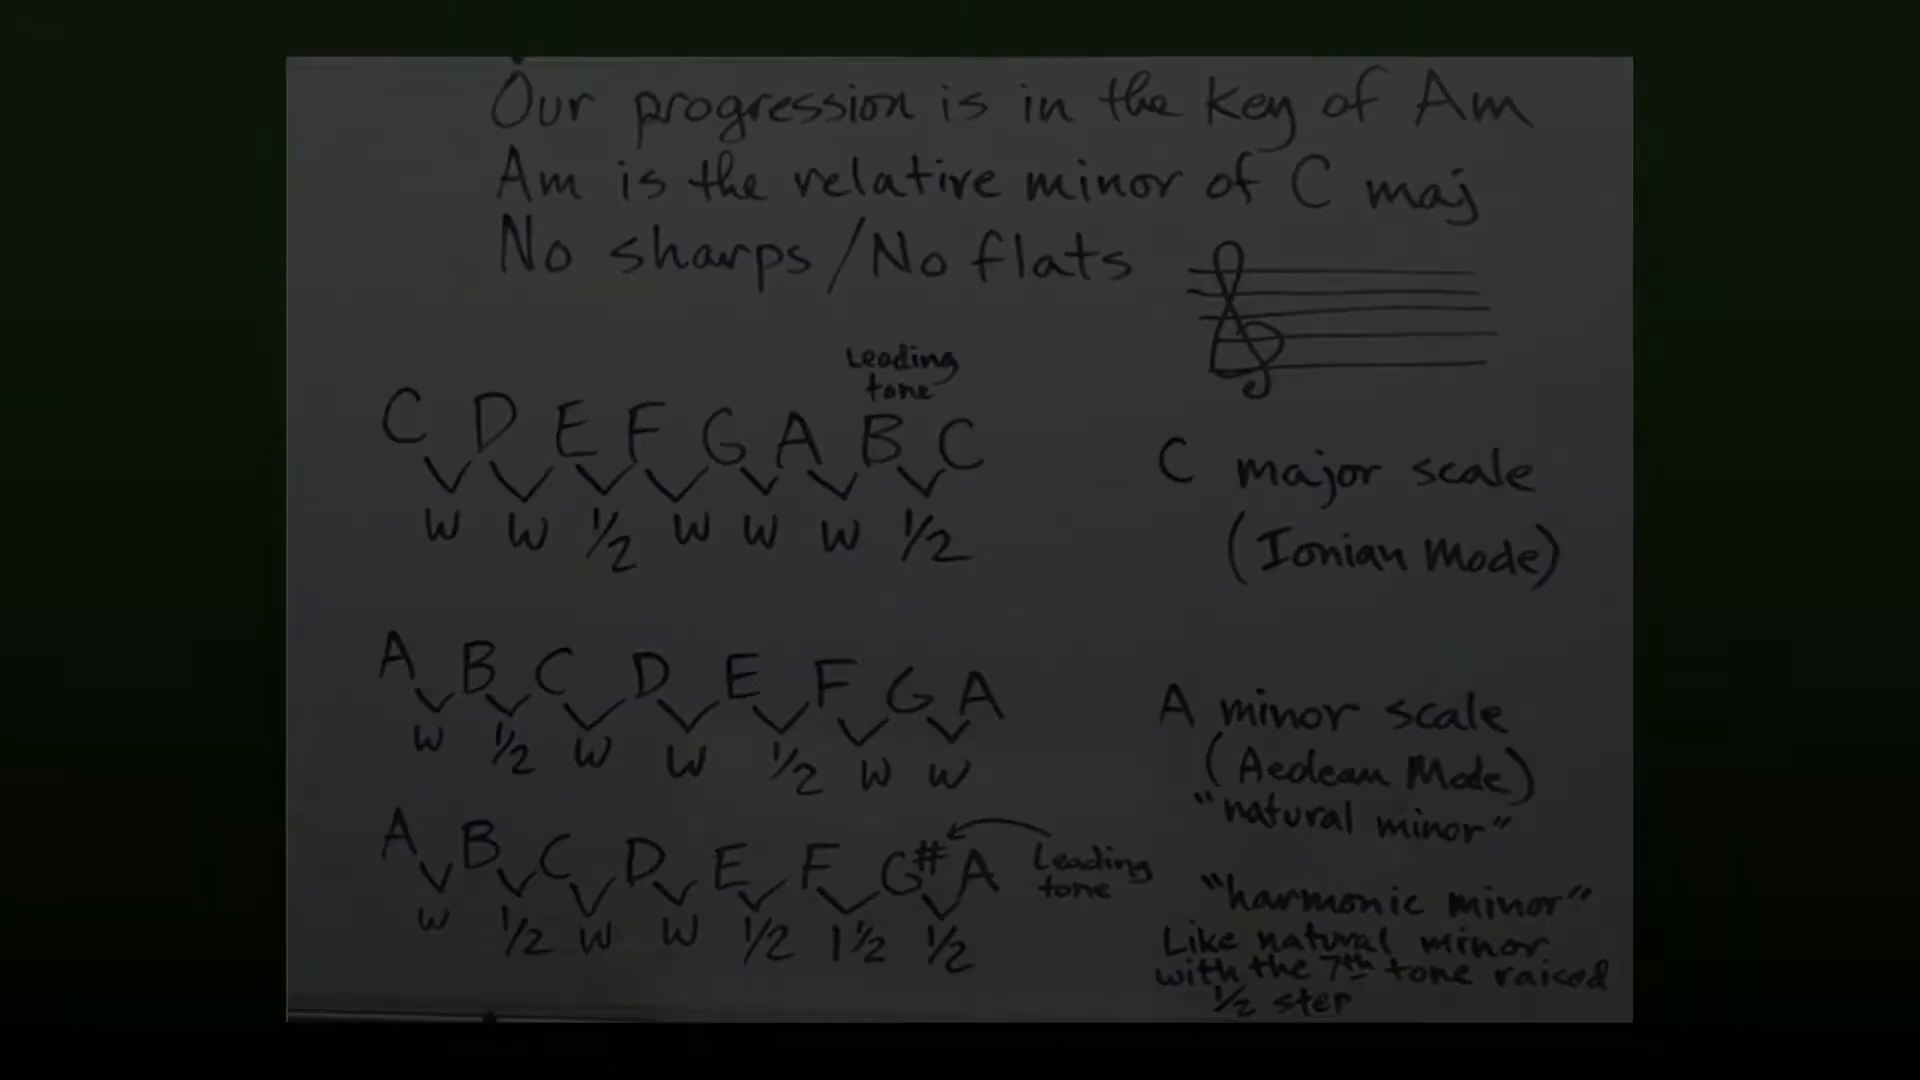 Our progression is in the key of Am
Am is the relative minor of C maj
No sharps / No flats
Leading
tone
C D E F G A B C
W W 1/2 W W W 1/2
C major scale
(Ionian Mode)
A B C D E F G A
W 1/2 W W 1/2 W W
A minor scale
(Aeolean Mode)
"natural minor"
A B C D E F G# A
W 1/2 W W 1/2 1 1/2 1/2
Leading
tone
"harmonic minor"
Like natural minor
with the 7th tone raised
1/2 step